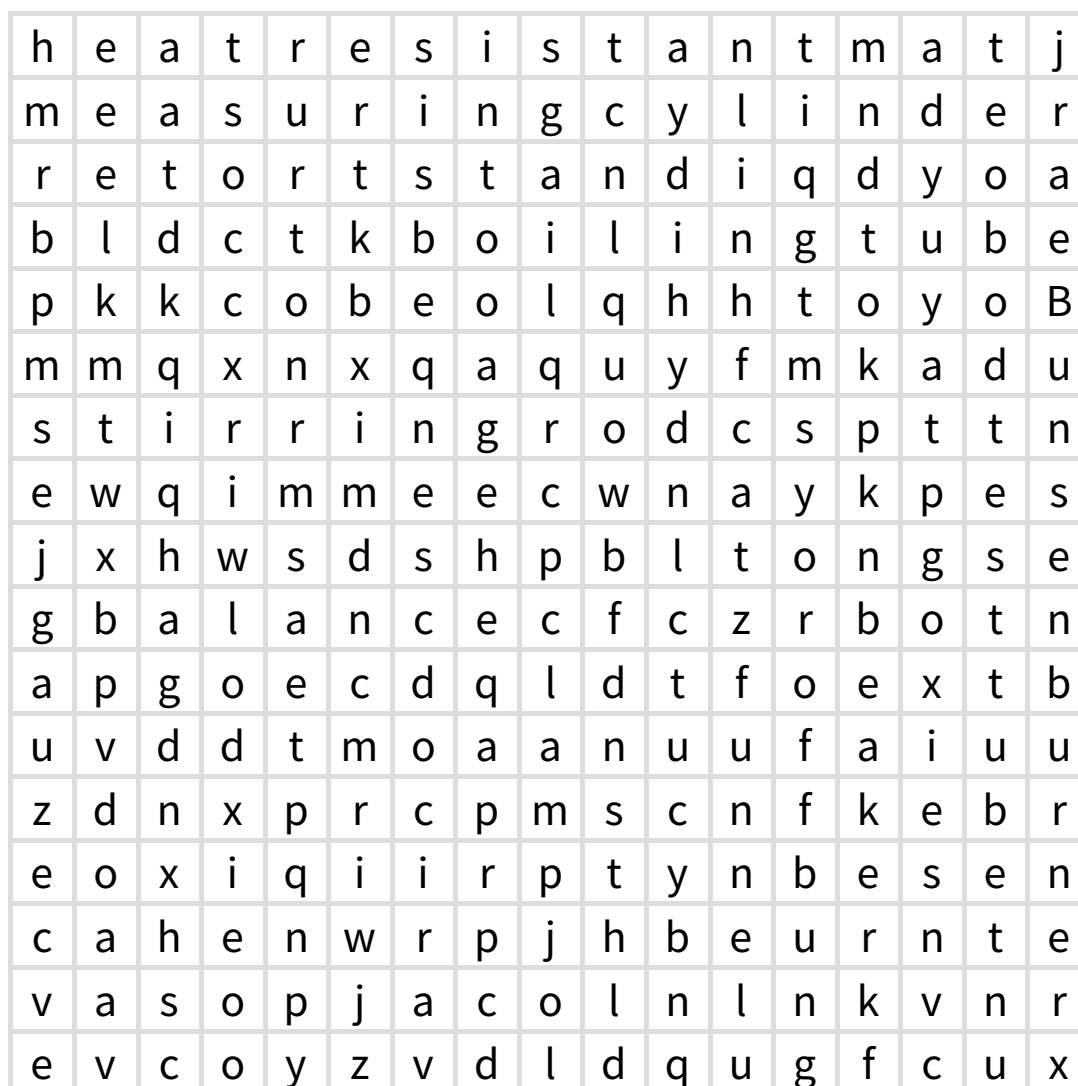 h e a t r e s i s t a n t m a t j
m e a s u r i n g c y l i n d e r
r e t o r t s t a n d i q d y o a
b l d c t k b o i l i n g t u b e
p k k c o b e o l q h h t o y o B
m m q x n x q a q u y f m k a d u
s t i r r i n g r o d c s p t t n
e w q i m m e e c w n a y k p e s
j x h w s d s h p b l t o n g s e
g b a l a n c e c f c z r b o t n
a p g o e c d q l d t f o e x t b
u v d d t m o a a n u u f a i u u
z d n x p r c p m s c n f k e b r
e o x i q i i r p t y n b e s e n
c a h e n w r p j h b e u r n t e
v a s o p j a c o l n l n k v n r
e v c o y z v d l d q u g f c u x